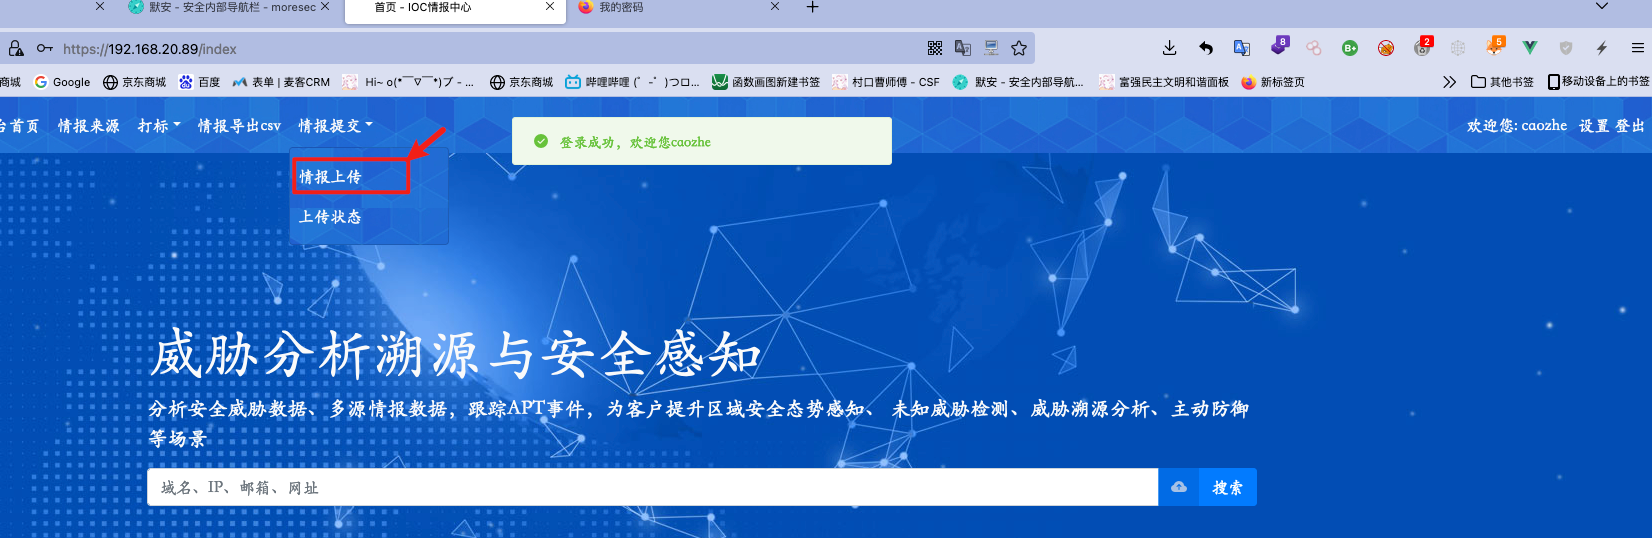 默安 - 安全内部导航栏 - moresec
首页 - IOC情报中心
我的密码
https://192.168.20.89/index
8
B+
2
5
商城
Google
京东商城
百度
表单 | 麦客CRM
Hi~ o(*￣▽￣*)ブ - ...
京东商城
哔哩哔哩 (゜-゜)つロ...
函数画图新建书签
村口曹师傅 - CSF
默安 - 安全内部导航...
富强民主文明和谐面板
新标签页
其他书签
移动设备上的书签
台首页 情报来源 打标 情报导出csv 情报提交
登录成功，欢迎您caozhe
欢迎您: caozhe 设置 登出
情报上传
上传状态
威胁分析溯源与安全感知
分析安全威胁数据、多源情报数据，跟踪APT事件，为客户提升区域安全态势感知、 未知威胁检测、威胁溯源分析、主动防御
等场景
域名、IP、邮箱、网址
搜索